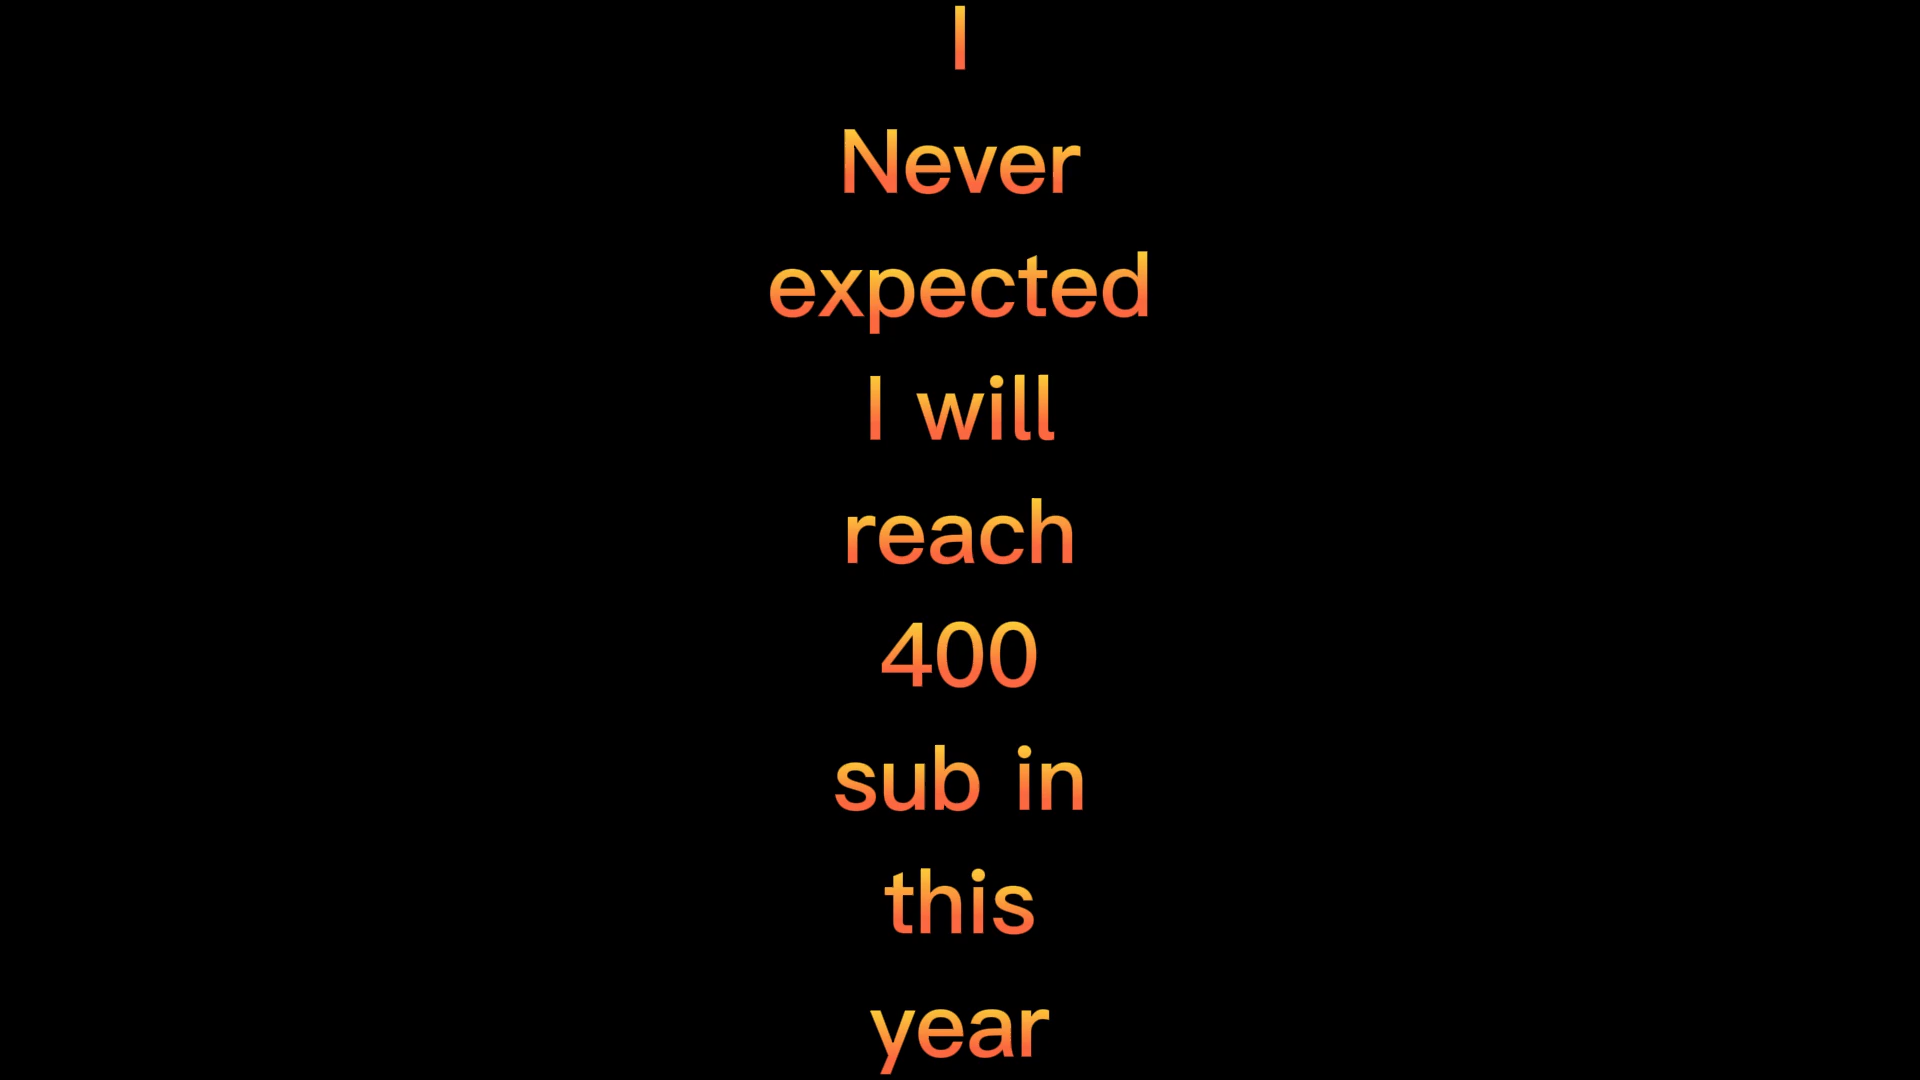 I
Never
expected
I will
reach
400
sub in
this
year